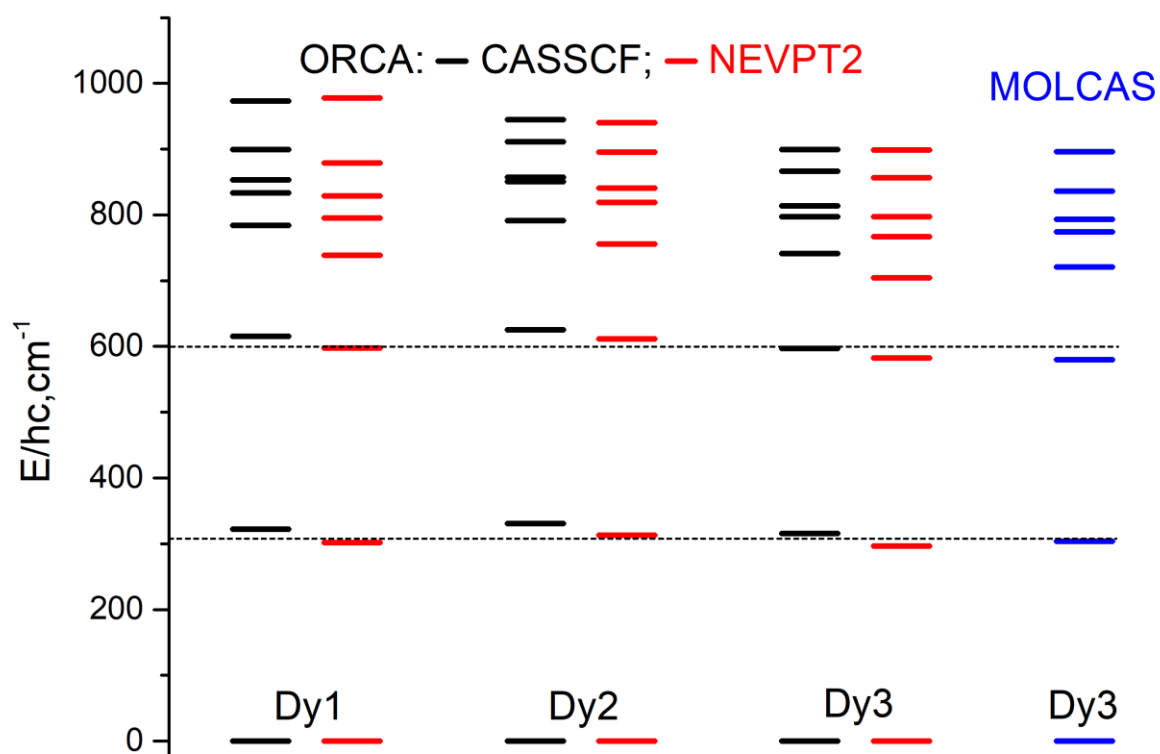 ORCA: CASSCF; NEVPT2
MOLCAS
1000
800
600
400
200
0
E/hc,cm⁻¹
Dy1
Dy2
Dy3
Dy3